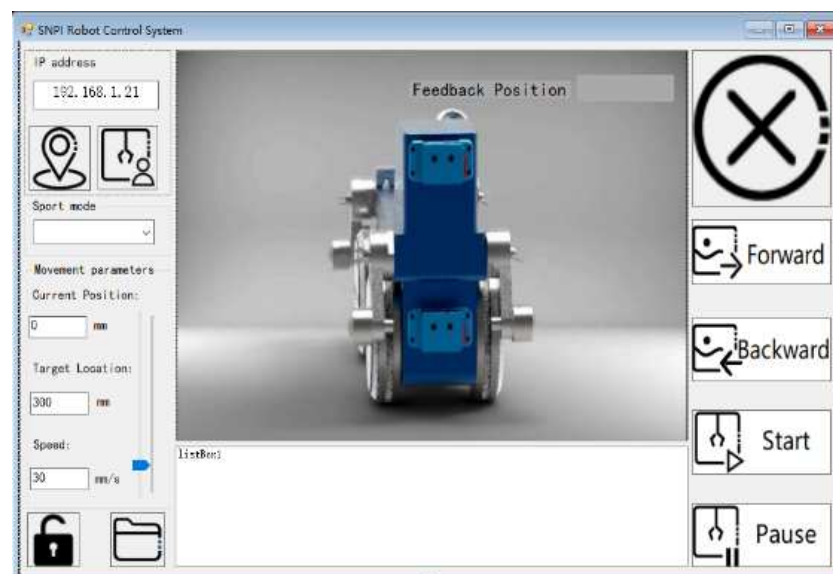 SNPI Robot Control System
IP address
192.168.1.21
Sport mode
Movement parameters
Current Position:
0 mm
Target Location:
300 mm
Speed:
30 mm/s
Feedback Position
listBox1
Forward
Backward
Start
Pause